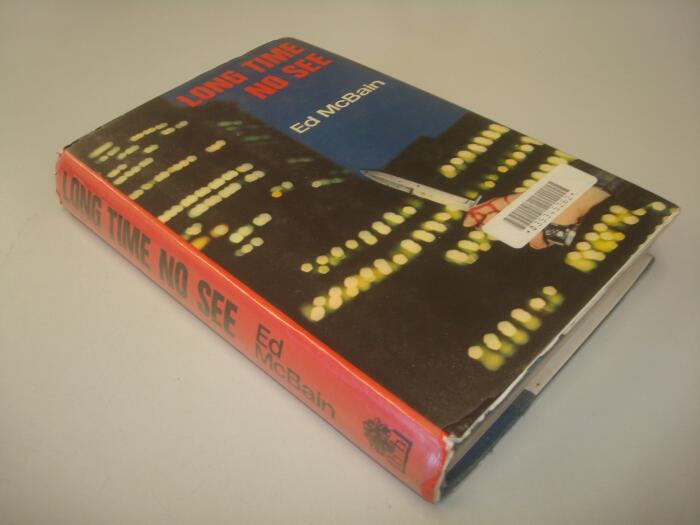 LONG TIME
NO SEE
Ed McBain
LONG TIME NO SEE
Ed
McBain